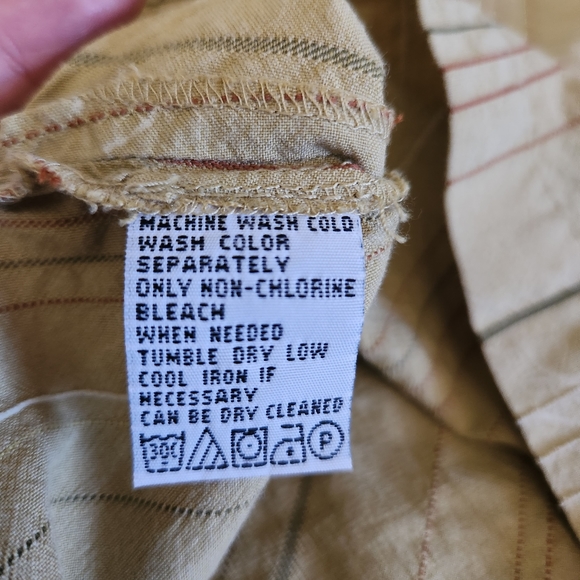 MACHINE WASH COLD
WASH COLOR
SEPARATELY
ONLY NON-CHLORINE
BLEACH
WHEN NEEDED
TUMBLE DRY LOW
COOL IRON IF
NECESSARY
CAN BE DRY CLEANED
30C P